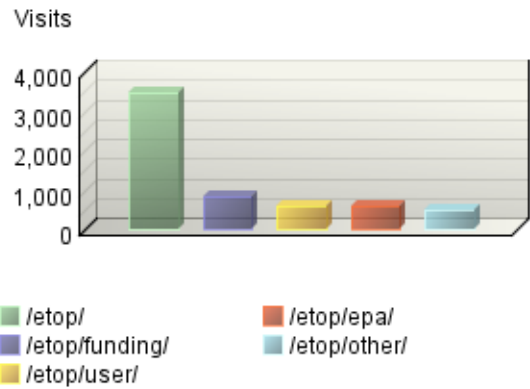 Visits
4,000
3,000
2,000
1,000
0
/etop/
/etop/funding/
/etop/user/
/etop/epa/
/etop/other/